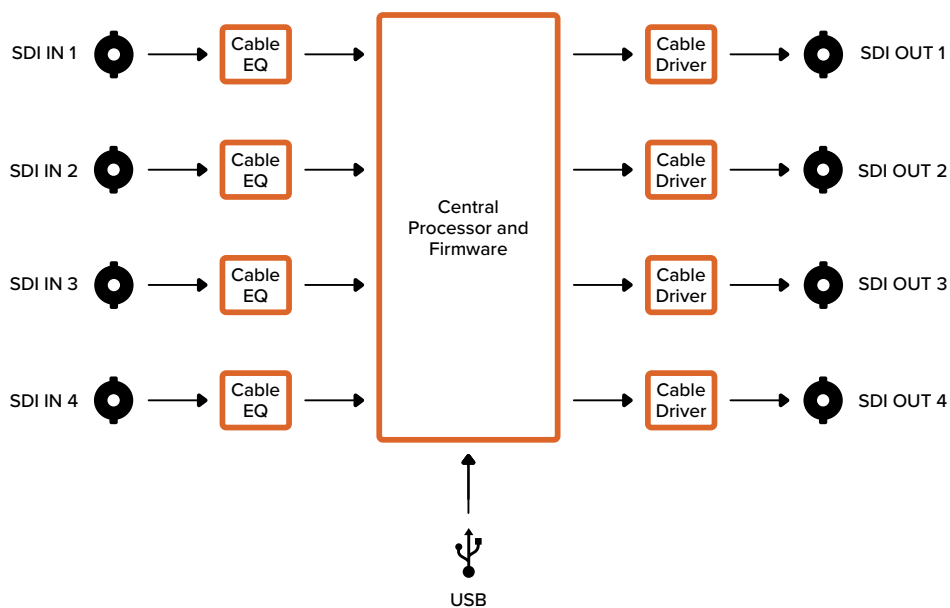 SDI IN 1
Cable
EQ
Cable
Driver
SDI OUT 1
SDI IN 2
Cable
EQ
Cable
Driver
SDI OUT 2
Central
Processor and
Firmware
SDI IN 3
Cable
EQ
Cable
Driver
SDI OUT 3
SDI IN 4
Cable
EQ
Cable
Driver
SDI OUT 4
USB